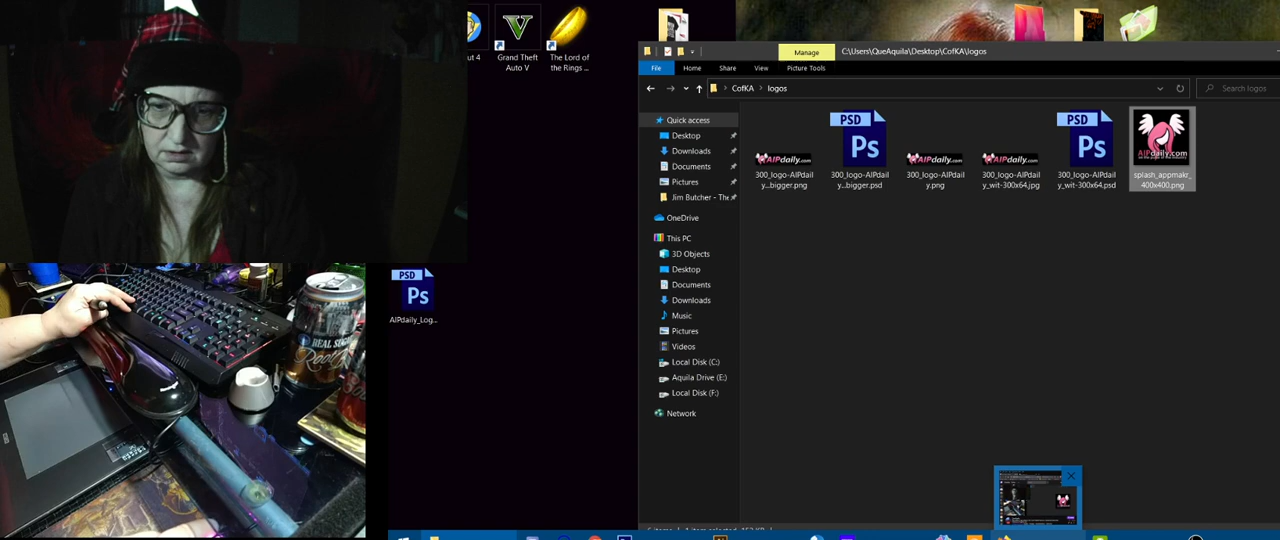 ut 4
Grand Theft
Auto V
The Lord of
the Rings ...
PSD
Ps
AIPdaily_Log...
REAL SUGAR
Manage
C:\Users\QueAquila\Desktop\CofKA\logos
File
Home
Share
View
Picture Tools
CofKA
logos
Search logos
Quick access
Desktop
Downloads
Documents
Pictures
Jim Butcher - The
OneDrive
This PC
3D Objects
Desktop
Documents
Downloads
Music
Pictures
Videos
Local Disk (C:)
Aquila Drive (E:)
Local Disk (F:)
Network
AIPdaily.com
300_logo-AIPdail
y...bigger.png
PSD
Ps
300_logo-AIPdail
y...bigger.psd
AIPdaily.com
300_logo-AIPdail
y.png
AIPdaily.com
300_logo-AIPdail
y_wit-300x64.jpg
PSD
Ps
300_logo-AIPdail
y_wit-300x64.psd
AIPdaily.com
splash_appmakr_
400x400.png